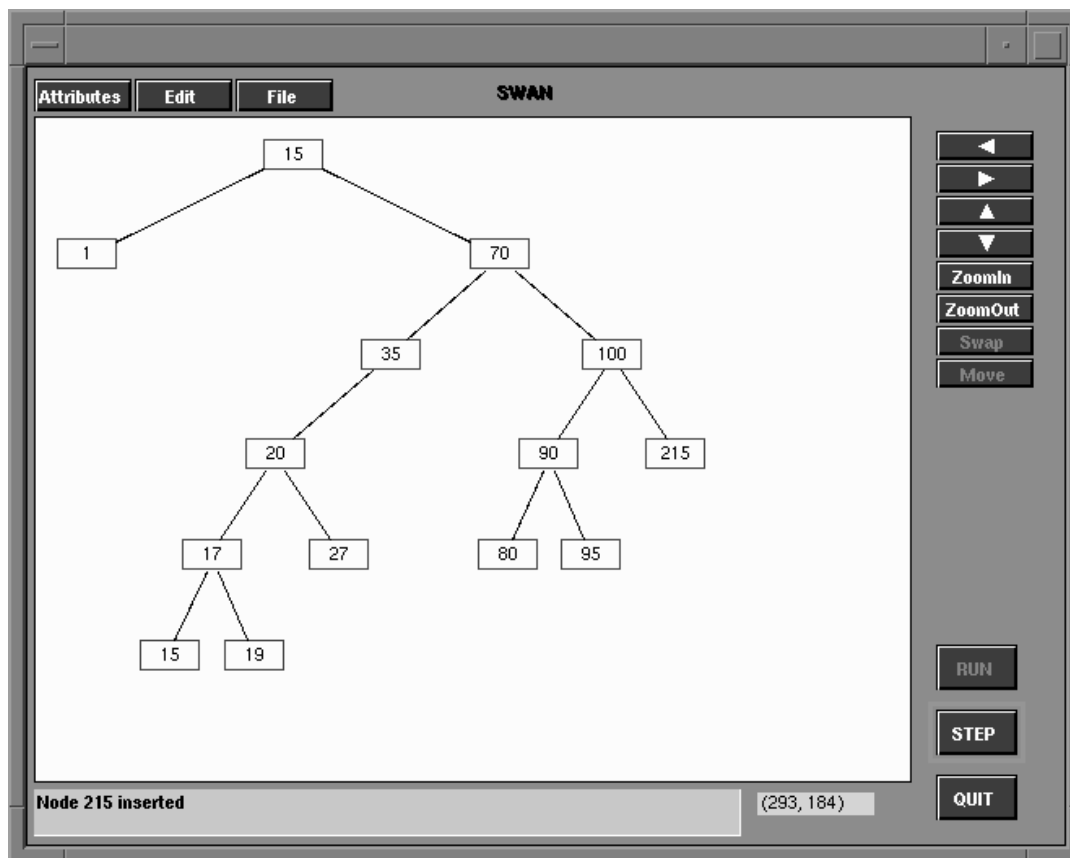 SWAN
Attributes Edit File
15
1 70
35 100
20 90 215
17 27 80 95
15 19
ZoomIn
ZoomOut
Swap
Move
RUN
STEP
QUIT
Node 215 inserted
(293, 184)